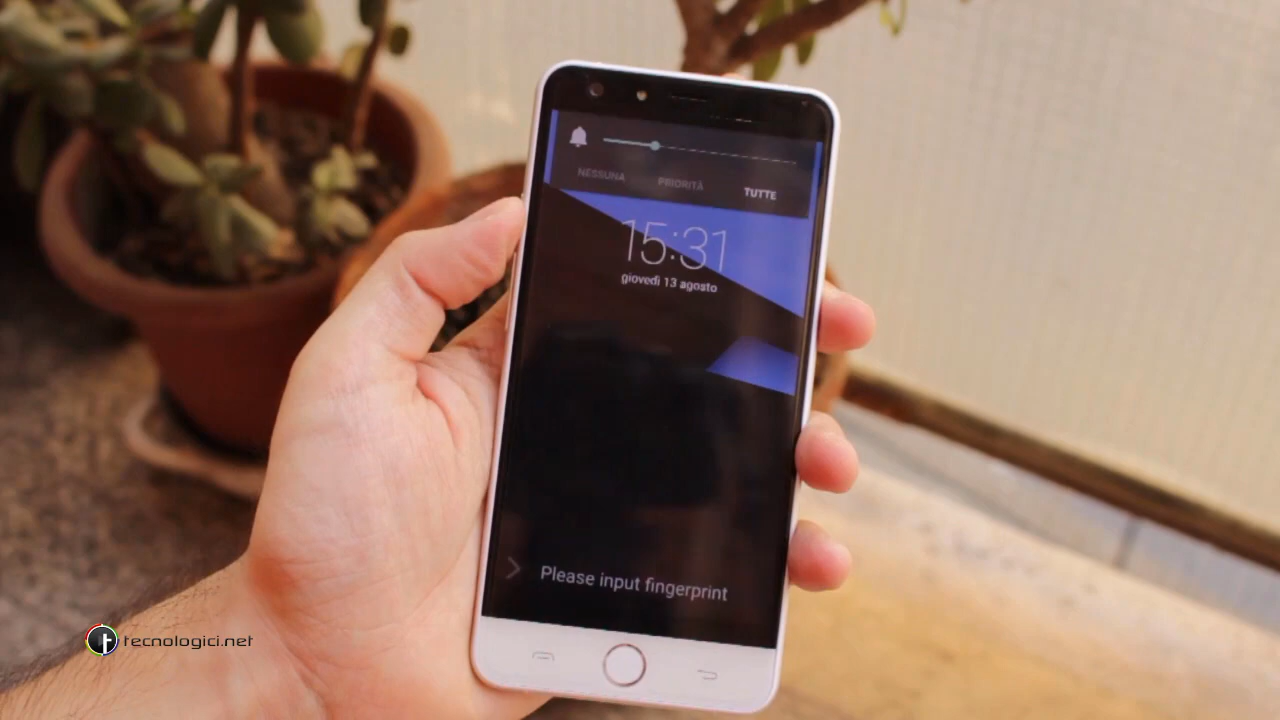 NESSUNA PRIORITÀ TUTTE
15:31
giovedì 13 agosto
Please input fingerprint
tecnologici.net